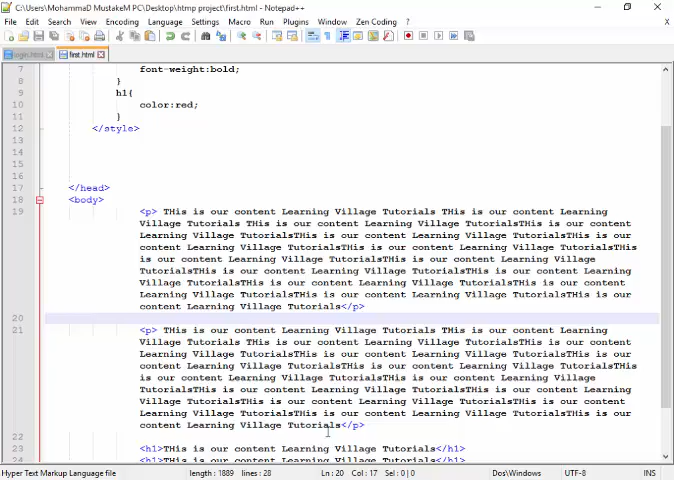 C:\Users\MohammaD MustakeM PC\Desktop\htmp project\first.html - Notepad++
File Edit Search View Encoding Language Settings Macro Run Plugins Window Zen Coding ? X
login.html first.html
7 font-weight:bold;
8 }
9 h1{
10 color:red;
11 }
12 </style>
13
14
15
16
17 </head>
18 <body>
19 <p> THis is our content Learning Village Tutorials THis is our content Learning
Village Tutorials THis is our content Learning Village TutorialsTHis is our content
Learning Village TutorialsTHis is our content Learning Village TutorialsTHis is our
content Learning Village TutorialsTHis is our content Learning Village TutorialsTHis
is our content Learning Village TutorialsTHis is our content Learning Village
TutorialsTHis is our content Learning Village TutorialsTHis is our content Learning
Village TutorialsTHis is our content Learning Village TutorialsTHis is our content
Learning Village TutorialsTHis is our content Learning Village TutorialsTHis is our
content Learning Village Tutorials</p>
20
21 <p> THis is our content Learning Village Tutorials THis is our content Learning
Village Tutorials THis is our content Learning Village TutorialsTHis is our content
Learning Village TutorialsTHis is our content Learning Village TutorialsTHis is our
content Learning Village TutorialsTHis is our content Learning Village TutorialsTHis
is our content Learning Village TutorialsTHis is our content Learning Village
TutorialsTHis is our content Learning Village TutorialsTHis is our content Learning
Village TutorialsTHis is our content Learning Village TutorialsTHis is our content
Learning Village TutorialsTHis is our content Learning Village TutorialsTHis is our
content Learning Village Tutorials</p>
22
23 <h1>THis is our content Learning Village Tutorials</h1>
24 <h1>THis is our content Learning Village Tutorials</h1>
Hyper Text Markup Language file length : 1889 lines : 28 Ln : 20 Col : 17 Sel : 0 | 0 Dos\Windows UTF-8 INS